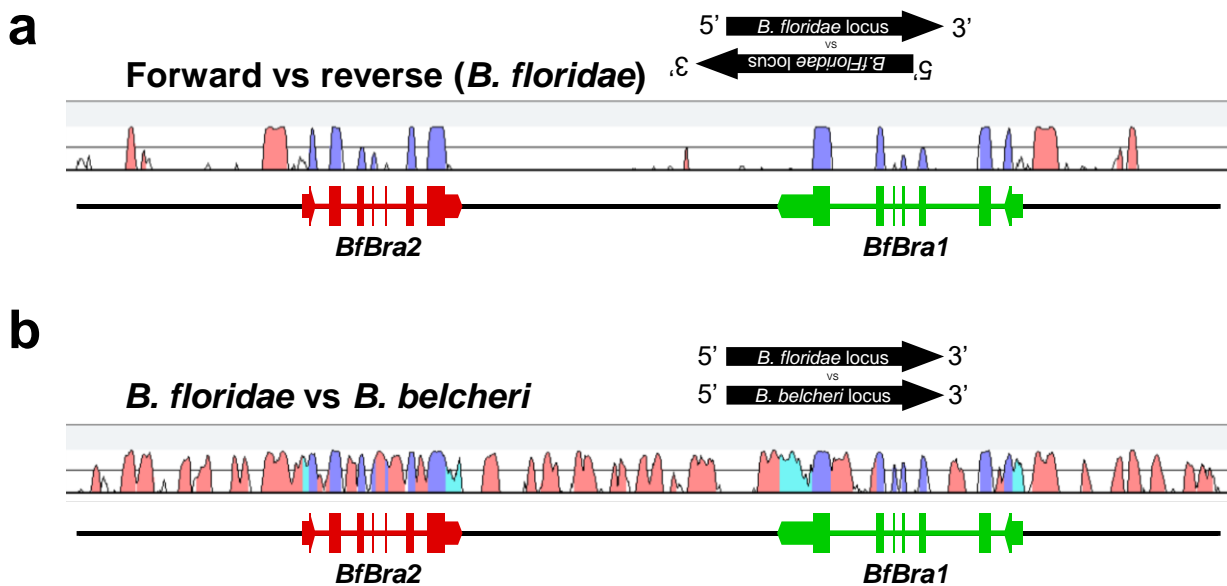 a
5’ B. floridae locus 3’
vs
3’ B.fFloridae locus 5’
Forward vs reverse (B. floridae)
BfBra2 BfBra1
b
5’ B. floridae locus 3’
vs
5’ B. belcheri locus 3’
B. floridae vs B. belcheri
BfBra2 BfBra1